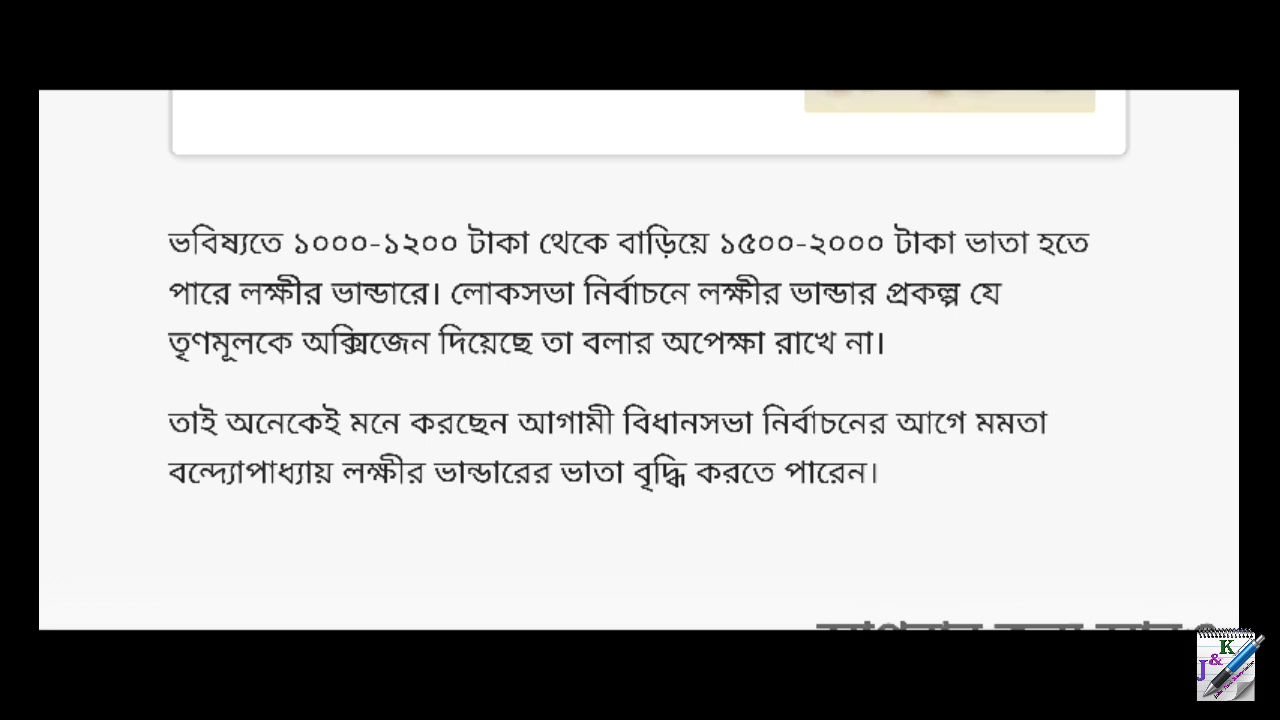 ভবিষ্যতে ১০০০-১২০০ টাকা থেকে বাড়িয়ে ১৫০০-২০০০ টাকা ভাতা হতে
পারে লক্ষীর ভান্ডারে। লোকসভা নির্বাচনে লক্ষীর ভান্ডার প্রকল্প যে
তৃণমূলকে অক্সিজেন দিয়েছে তা বলার অপেক্ষা রাখে না।
তাই অনেকেই মনে করছেন আগামী বিধানসভা নির্বাচনের আগে মমতা
বন্দ্যোপাধ্যায় লক্ষীর ভান্ডারের ভাতা বৃদ্ধি করতে পারেন।
J&K